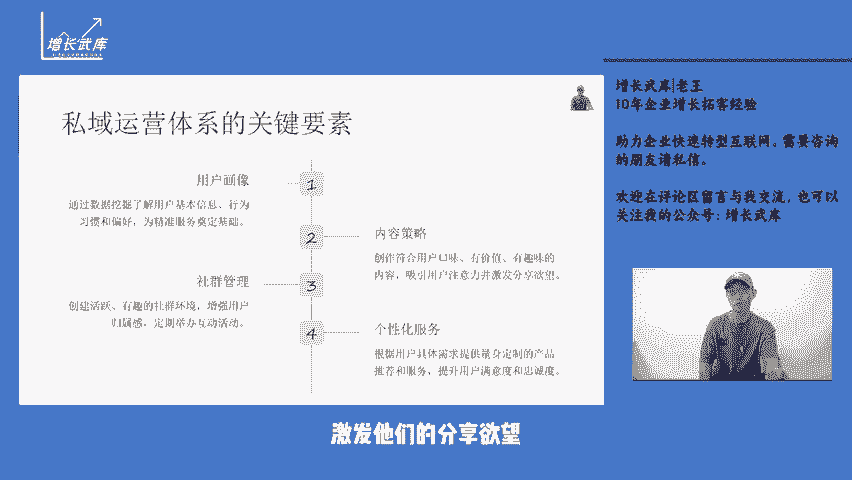 增长武库
私域运营体系的关键要素
用户画像
1
通过数据挖掘了解用户基本信息、行为
习惯和偏好，为精准服务奠定基础。
2
内容策略
创作符合用户口味、有价值、有趣味的
内容，吸引用户注意力并激发分享欲望。
社群管理
3
创建活跃、有趣的社群环境，增强用户
归属感，定期举办互动活动。
4
个性化服务
根据用户具体需求提供量身定制的产品
推荐和服务，提升用户满意度和忠诚度。
增长武库|老王
10年企业增长拓客经验
助力企业快速转型互联网。需要咨询
的朋友请私信。
欢迎在评论区留言与我交流，也可以
关注我的公众号：增长武库
激发他们的分享欲望